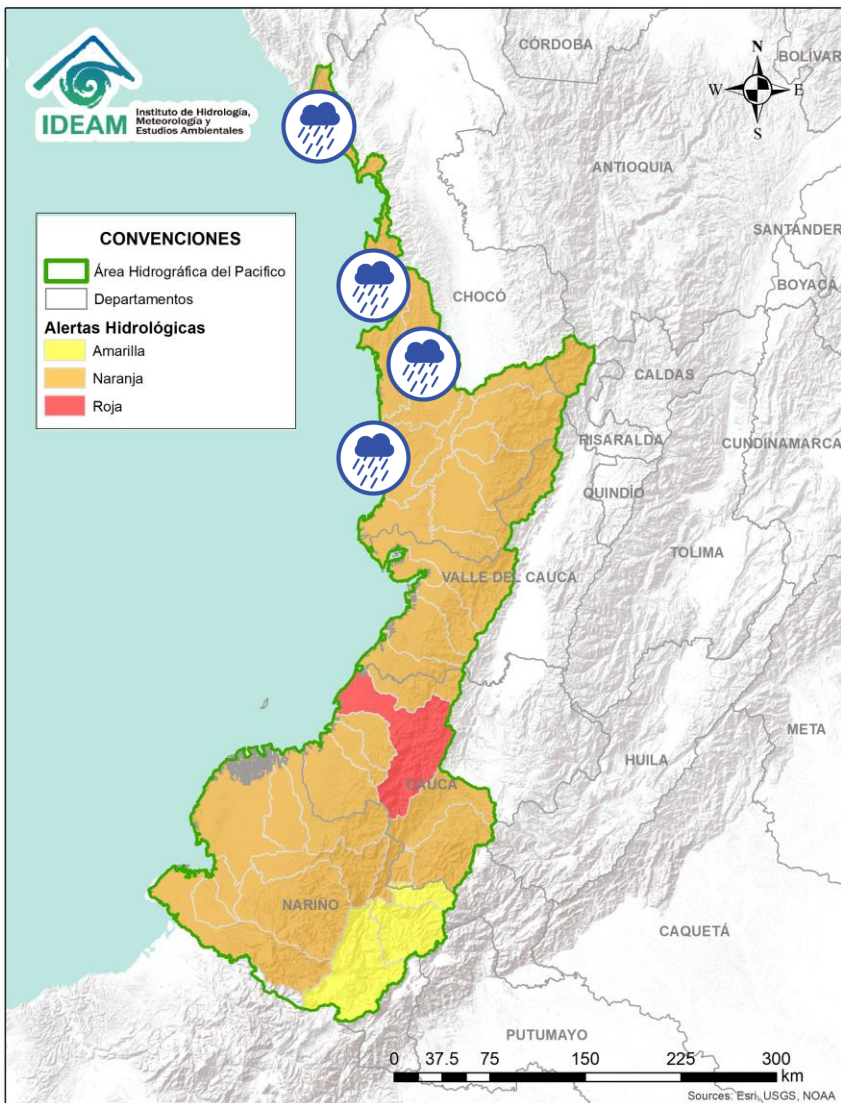 IDEAM
Instituto de Hidrología,
Meteorología y
Estudios Ambientales
CÓRDOBA
BOLÍVAR
N
W
E
S
ANTIOQUIA
SANTANDER
BOYACÁ
CONVENCIONES
Área Hidrográfica del Pacifico
Departamentos
Alertas Hidrológicas
Amarilla
Naranja
Roja
CHOCÓ
CALDAS
RISARALDA
CUNDINAMARCA
QUINDÍO
TOLIMA
VALLE DEL CAUCA
META
HUILA
CAUCA
NARIÑO
CAQUETÁ
PUTUMAYO
0 37.5 75 150 225 300
km
Sources: Esri, USGS, NOAA